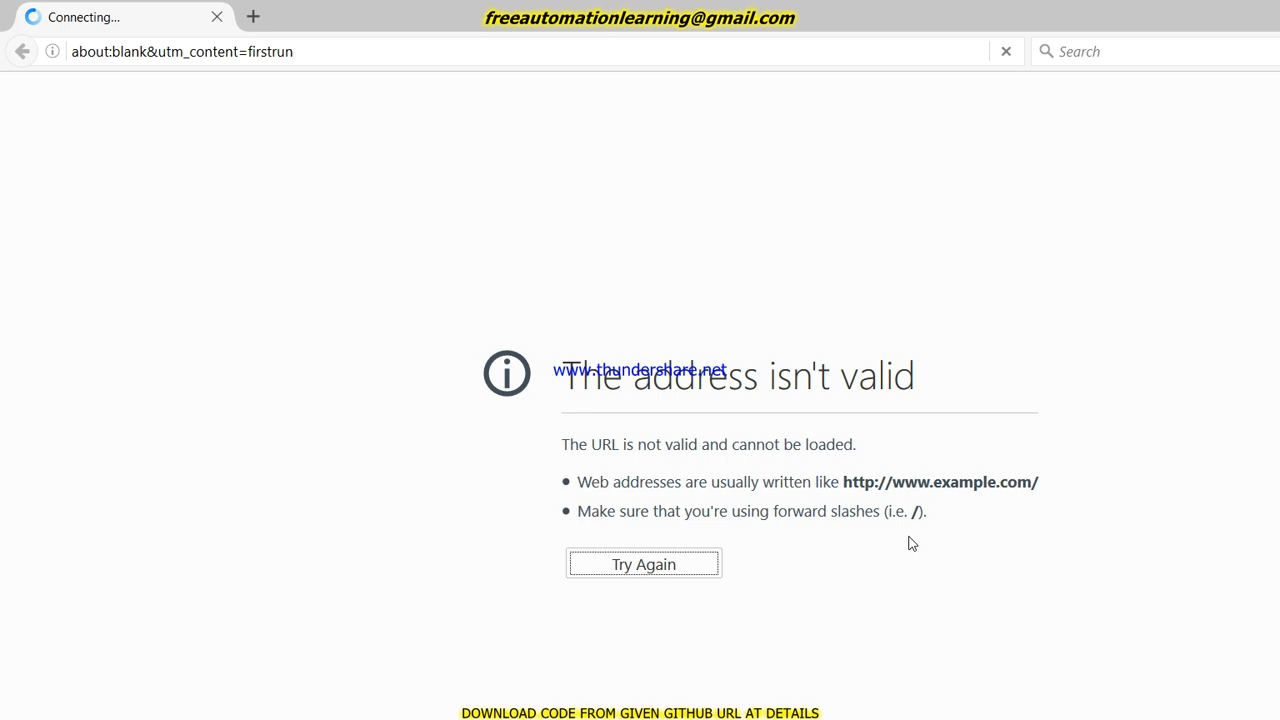 Connecting...
freeautomationlearning@gmail.com
about:blank&utm_content=firstrun
Search
www.thundershare.net
The address isn't valid
The URL is not valid and cannot be loaded.
Web addresses are usually written like http://www.example.com/
Make sure that you're using forward slashes (i.e. /).
Try Again
DOWNLOAD CODE FROM GIVEN GITHUB URL AT DETAILS